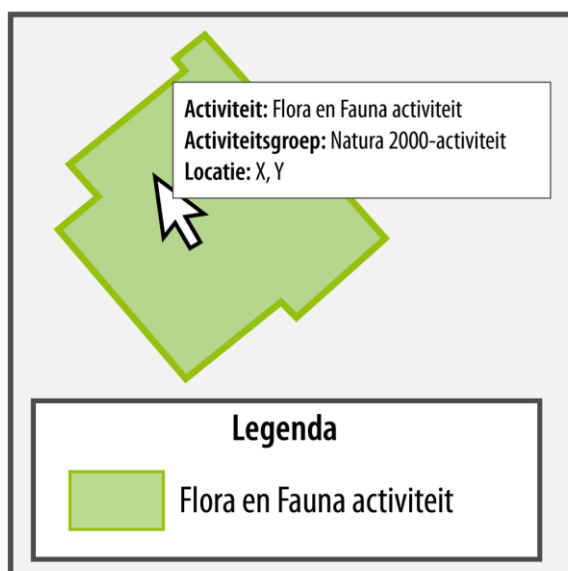 Activiteit: Flora en Fauna activiteit
Activiteitsgroep: Natura 2000-activiteit
Locatie: X, Y
Legenda
Flora en Fauna activiteit